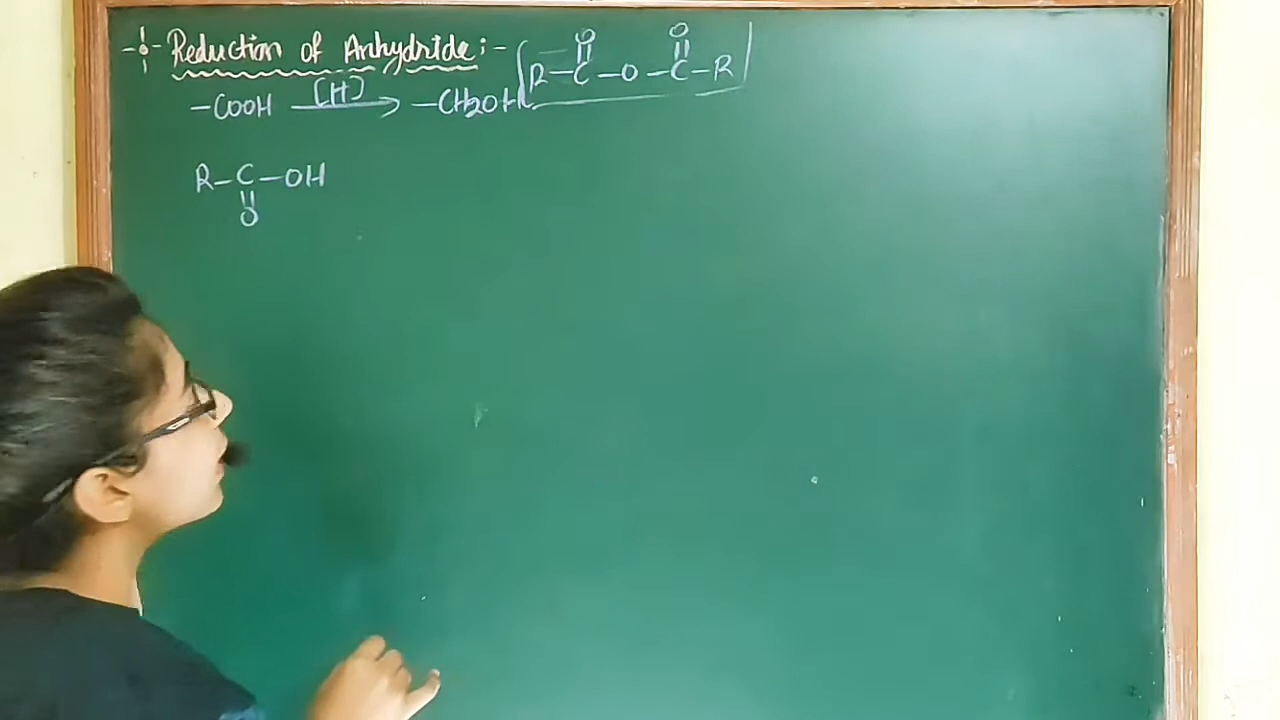 Reduction of Anhydride :-
O O
|| ||
R-C-O-C-R
-COOH [H] → -CH2OH
R-C-OH
||
O